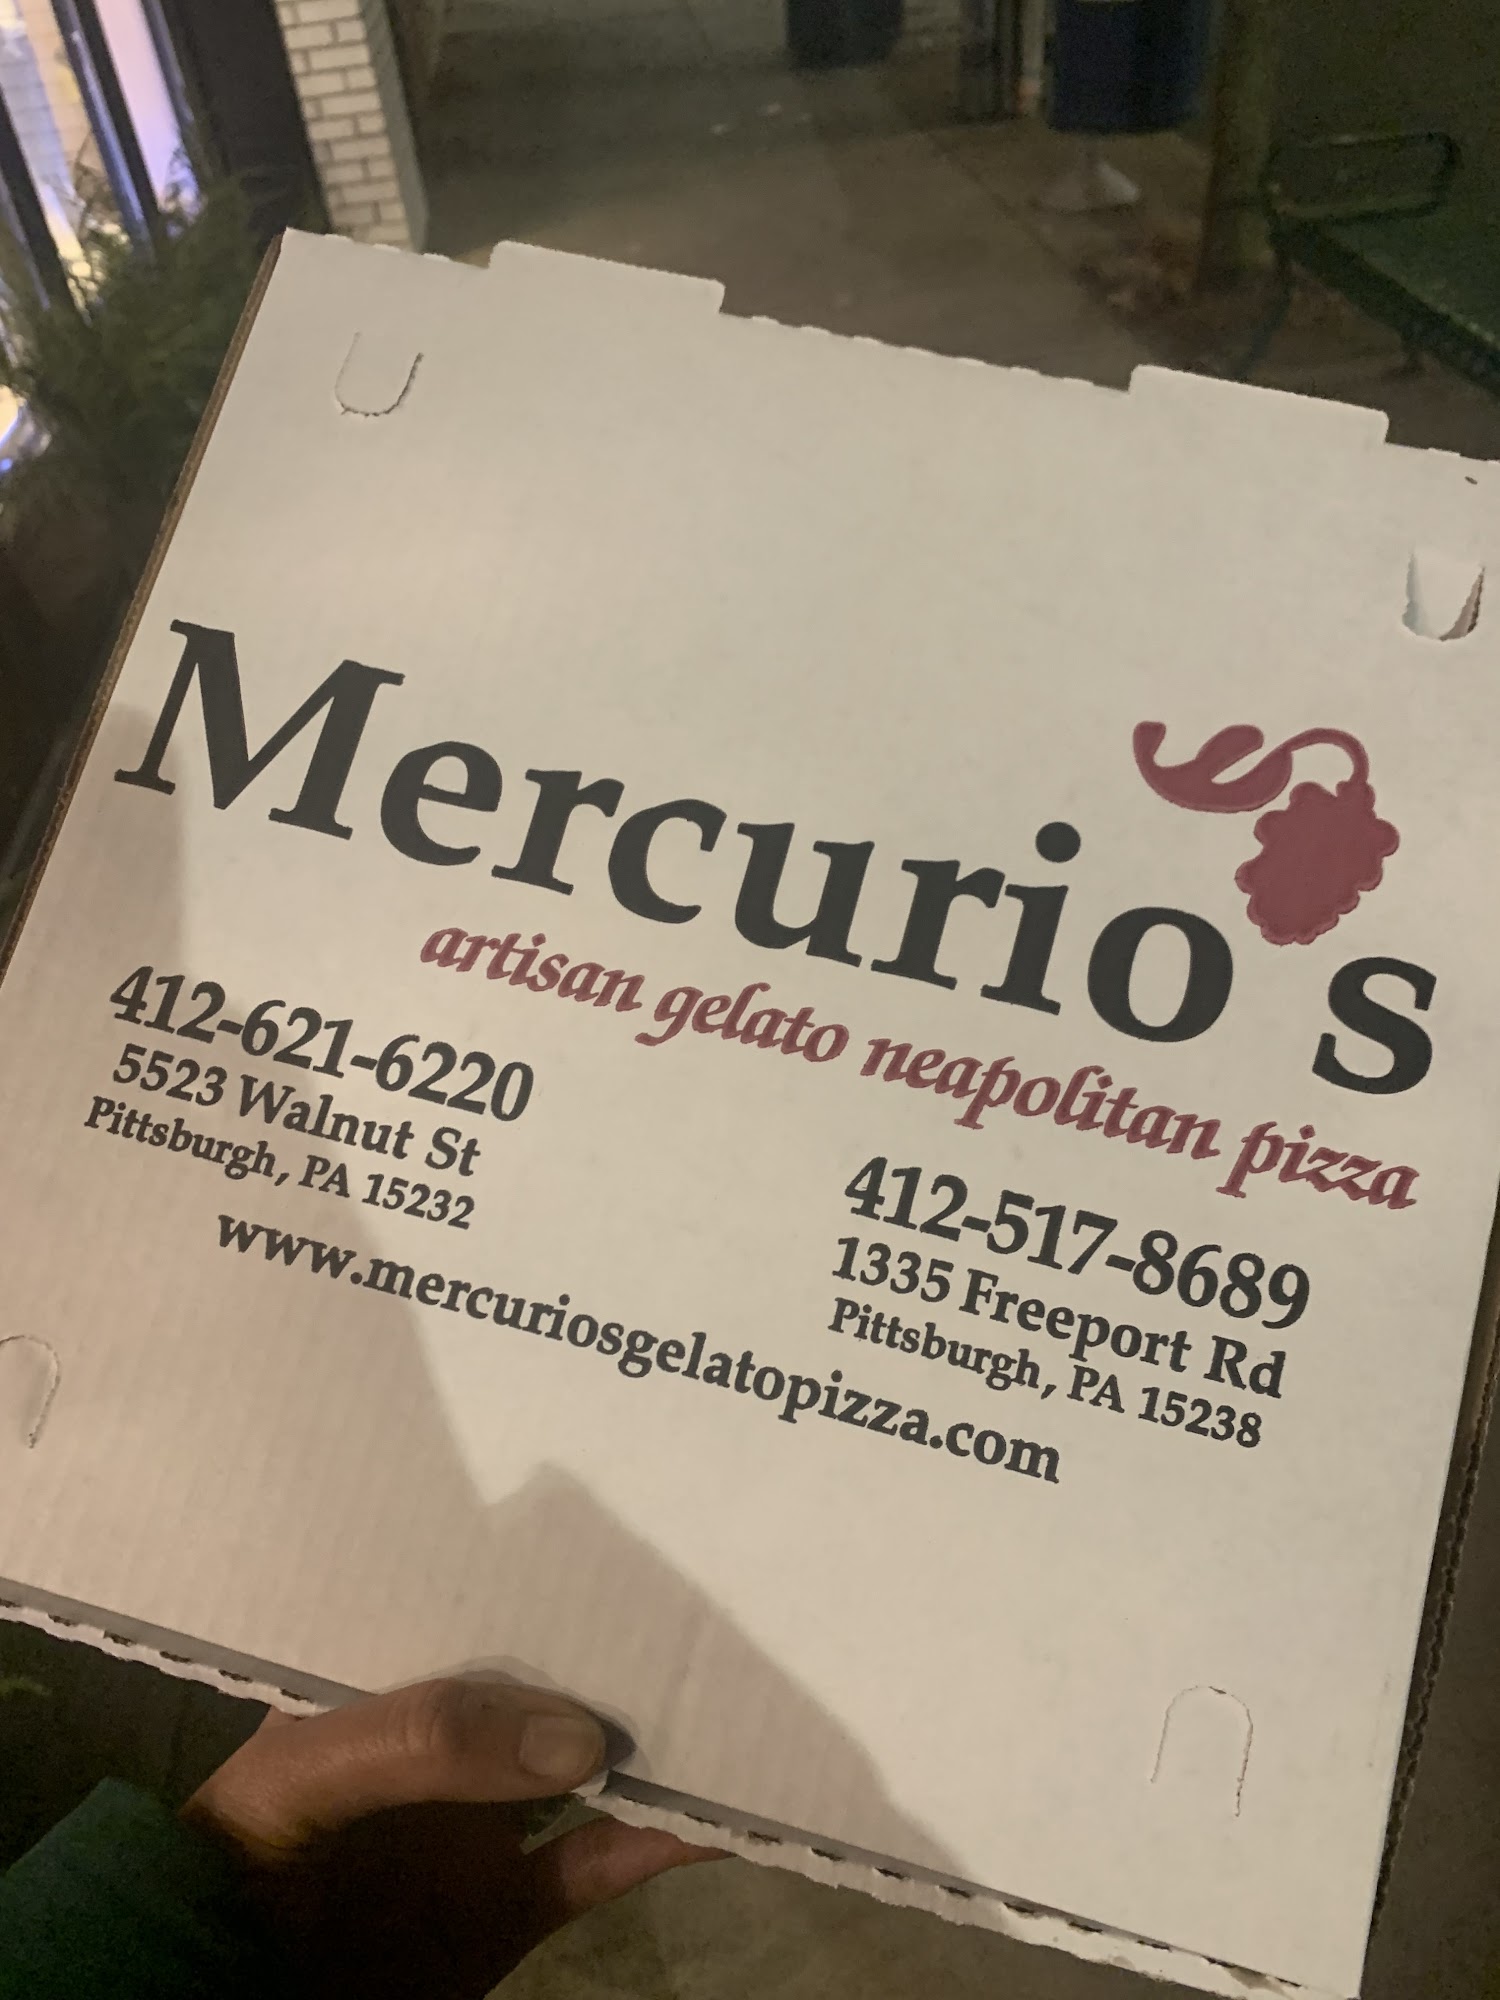 Mercurio's
artisan gelato neapolitan pizza
412-621-6220
5523 Walnut St
Pittsburgh, PA 15232
412-517-8689
1335 Freeport Rd
Pittsburgh, PA 15238
www.mercuriosgelatopizza.com